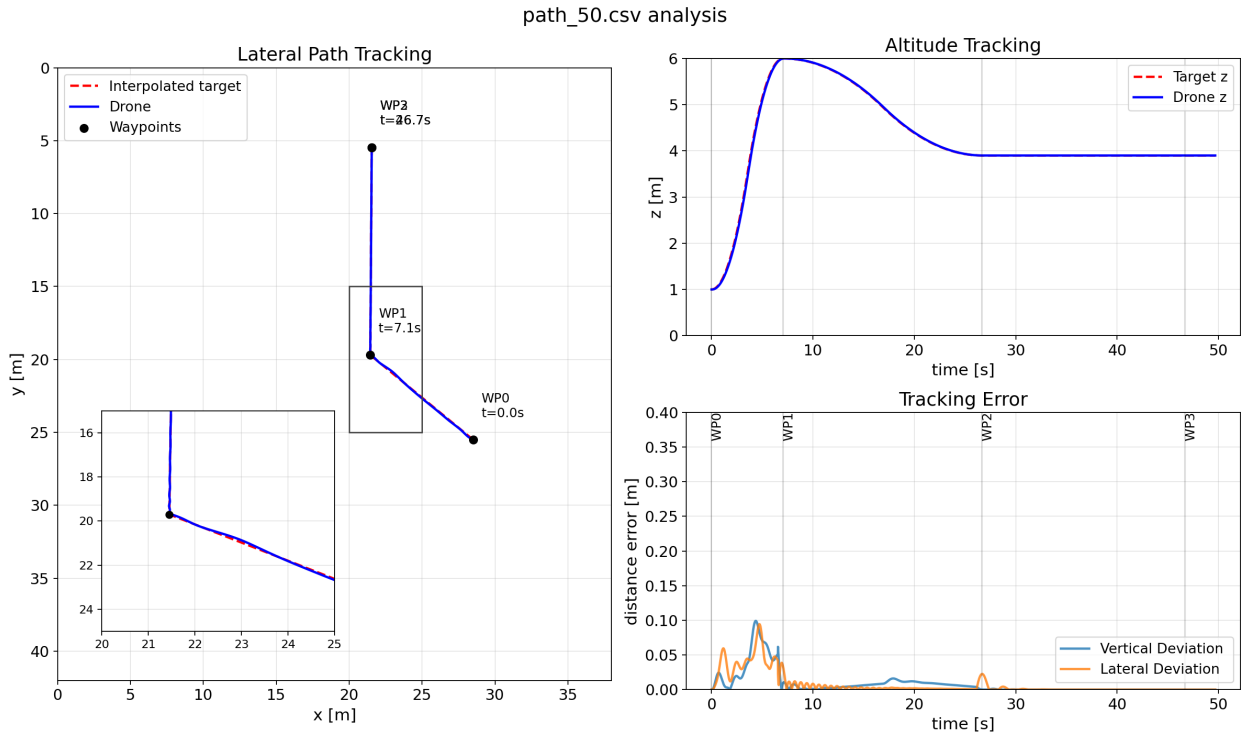 path_50.csv analysis
Lateral Path Tracking
Interpolated target
Drone
Waypoints
WP1
t=7.1s
WP0
t=0.0s
0
5
10
15
20
25
30
35
40
y [m]
16
18
20
22
24
20
21
22
23
24
25
0
5
10
15
20
25
30
35
x [m]
Altitude Tracking
Target z
Drone z
6
5
4
3
2
1
0
z [m]
0
10
20
30
40
50
time [s]
Tracking Error
WP0
WP1
WP2
WP3
0.40
0.35
0.30
0.25
0.20
0.15
0.10
0.05
0.00
distance error [m]
Vertical Deviation
Lateral Deviation
0
10
20
30
40
50
time [s]